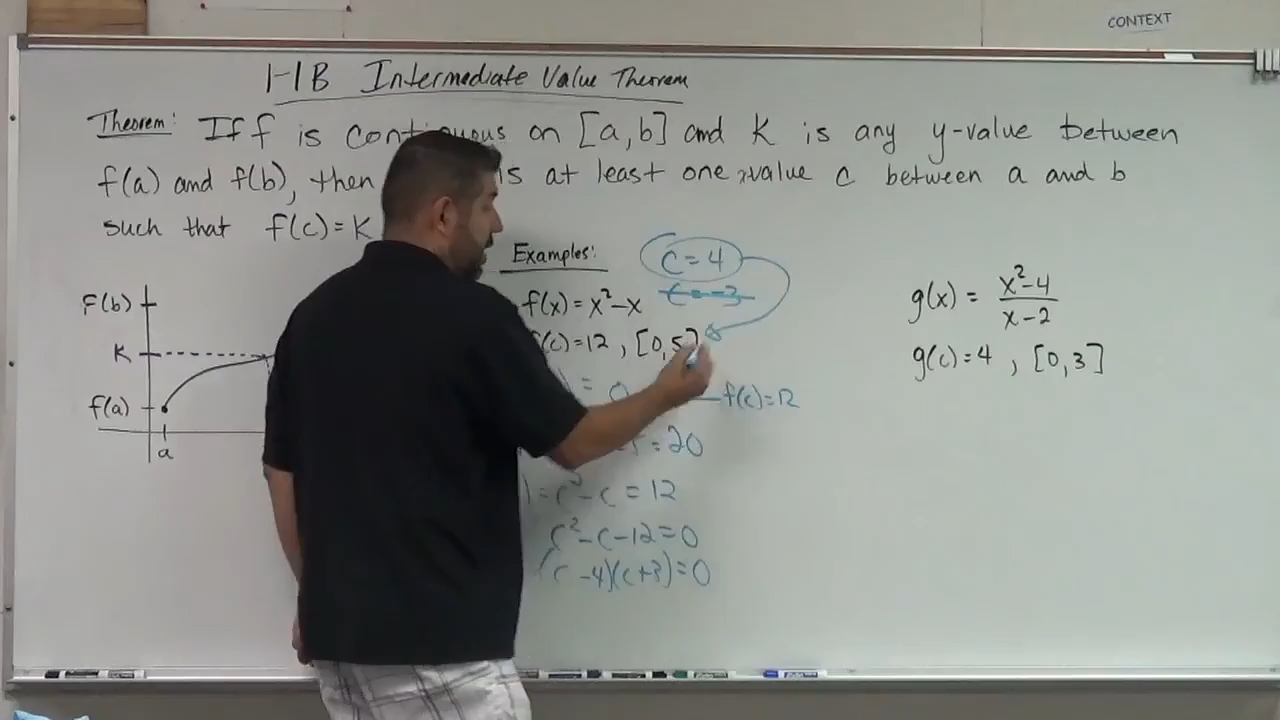 CONTEXT
1-1B Intermediate Value Theorem
Theorem: If f is continuous on [a,b] and K is any y-value between
f(a) and f(b), then is at least one x-value c between a and b
such that f(c)=K
Examples:
c=4
c=-3
f(x)=x²-x
f(c)=12, [0,5]
=
0
f(c)=12
=20
=c²-c=12
c²-c-12=0
(c-4)(c+3)=0
f(b)
K
f(a)
a
g(x)= x²-4
x-2
g(c)=4, [0,3]